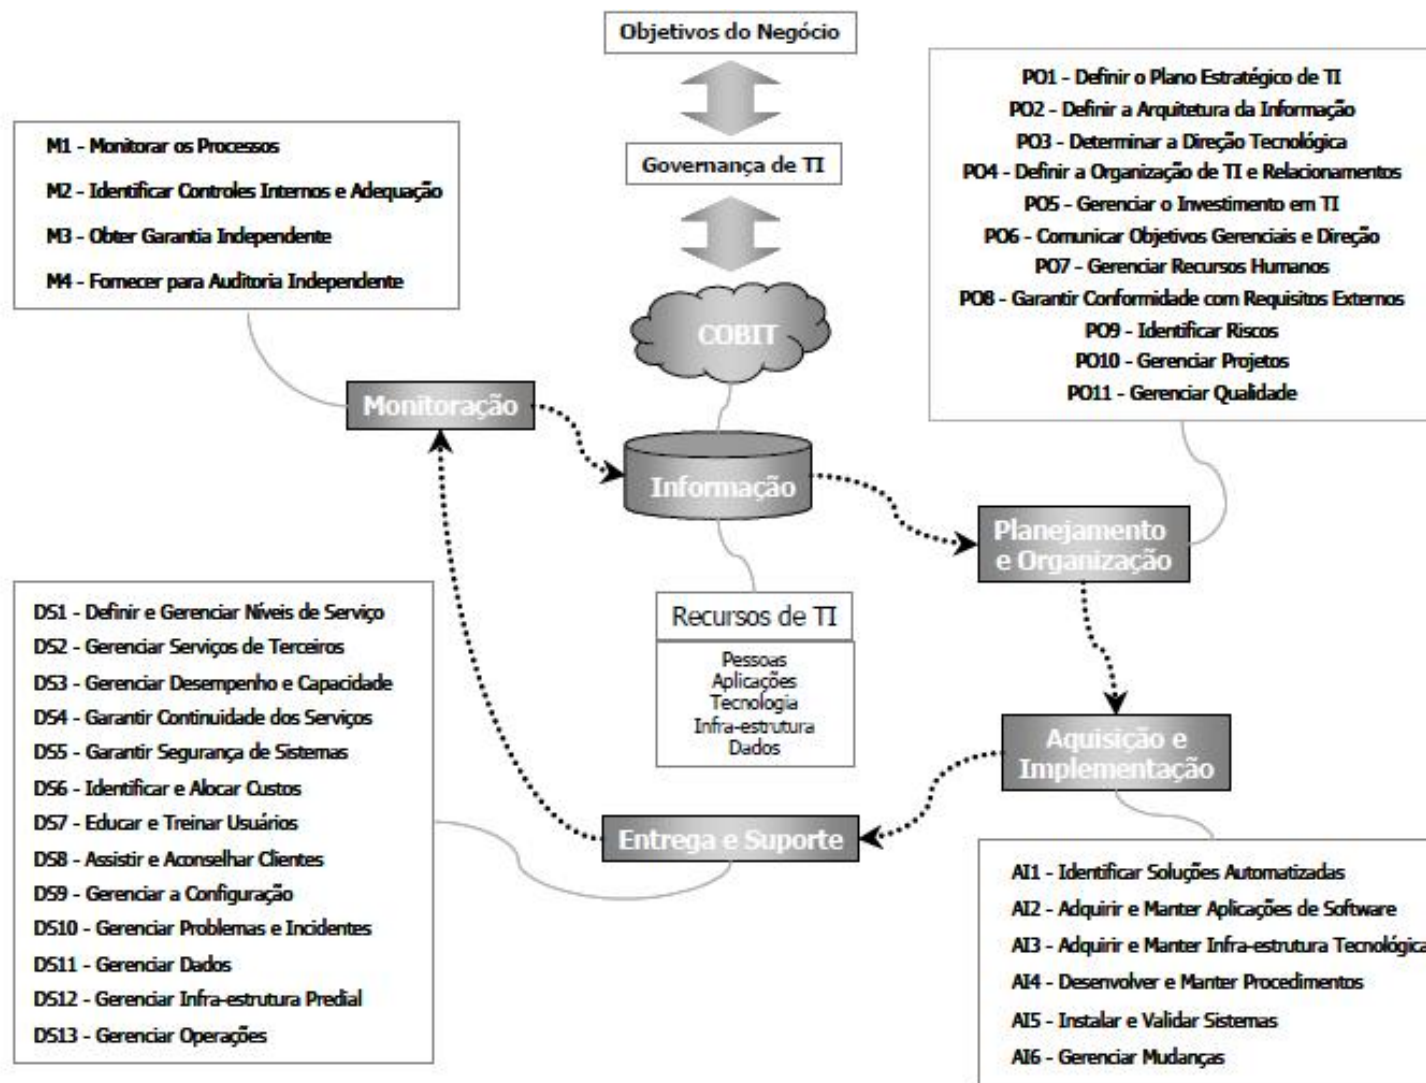 Objetivos do Negócio
Governança de TI
COBIT
M1 - Monitorar os Processos
M2 - Identificar Controles Internos e Adequação
M3 - Obter Garantia Independente
M4 - Fornecer para Auditoria Independente
PO1 - Definir o Plano Estratégico de TI
PO2 - Definir a Arquitetura da Informação
PO3 - Determinar a Direção Tecnológica
PO4 - Definir a Organização de TI e Relacionamentos
PO5 - Gerenciar o Investimento em TI
PO6 - Comunicar Objetivos Gerenciais e Direção
PO7 - Gerenciar Recursos Humanos
PO8 - Garantir Conformidade com Requisitos Externos
PO9 - Identificar Riscos
PO10 - Gerenciar Projetos
PO11 - Gerenciar Qualidade
Monitoração
Informação
Planejamento
e Organização
Recursos de TI
Pessoas
Aplicações
Tecnologia
Infra-estrutura
Dados
Aquisição e
Implementação
Entrega e Suporte
DS1 - Definir e Gerenciar Níveis de Serviço
DS2 - Gerenciar Serviços de Terceiros
DS3 - Gerenciar Desempenho e Capacidade
DS4 - Garantir Continuidade dos Serviços
DS5 - Garantir Segurança de Sistemas
DS6 - Identificar e Alocar Custos
DS7 - Educar e Treinar Usuários
DS8 - Assistir e Aconselhar Clientes
DS9 - Gerenciar a Configuração
DS10 - Gerenciar Problemas e Incidentes
DS11 - Gerenciar Dados
DS12 - Gerenciar Infra-estrutura Predial
DS13 - Gerenciar Operações
AI1 - Identificar Soluções Automatizadas
AI2 - Adquirir e Manter Aplicações de Software
AI3 - Adquirir e Manter Infra-estrutura Tecnológica
AI4 - Desenvolver e Manter Procedimentos
AI5 - Instalar e Validar Sistemas
AI6 - Gerenciar Mudanças